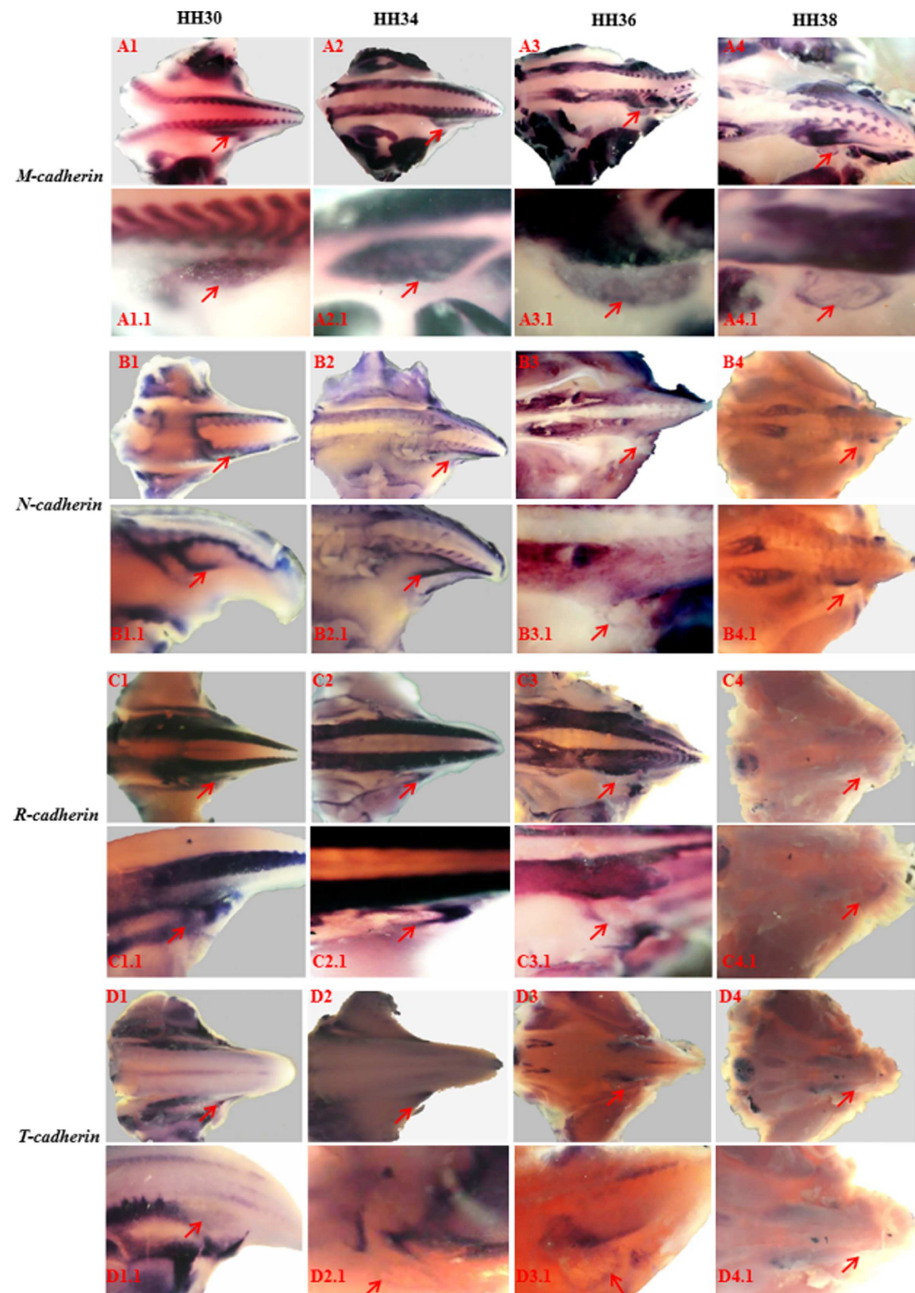 HH30 HH34 HH36 HH38
A1 A2 A3 A4
M-cadherin
A1.1 A2.1 A3.1 A4.1
B1 B2 B3 B4
N-cadherin
B1.1 B2.1 B3.1 B4.1
C1 C2 C3 C4
R-cadherin
C1.1 C2.1 C3.1 C4.1
D1 D2 D3 D4
T-cadherin
D1.1 D2.1 D3.1 D4.1